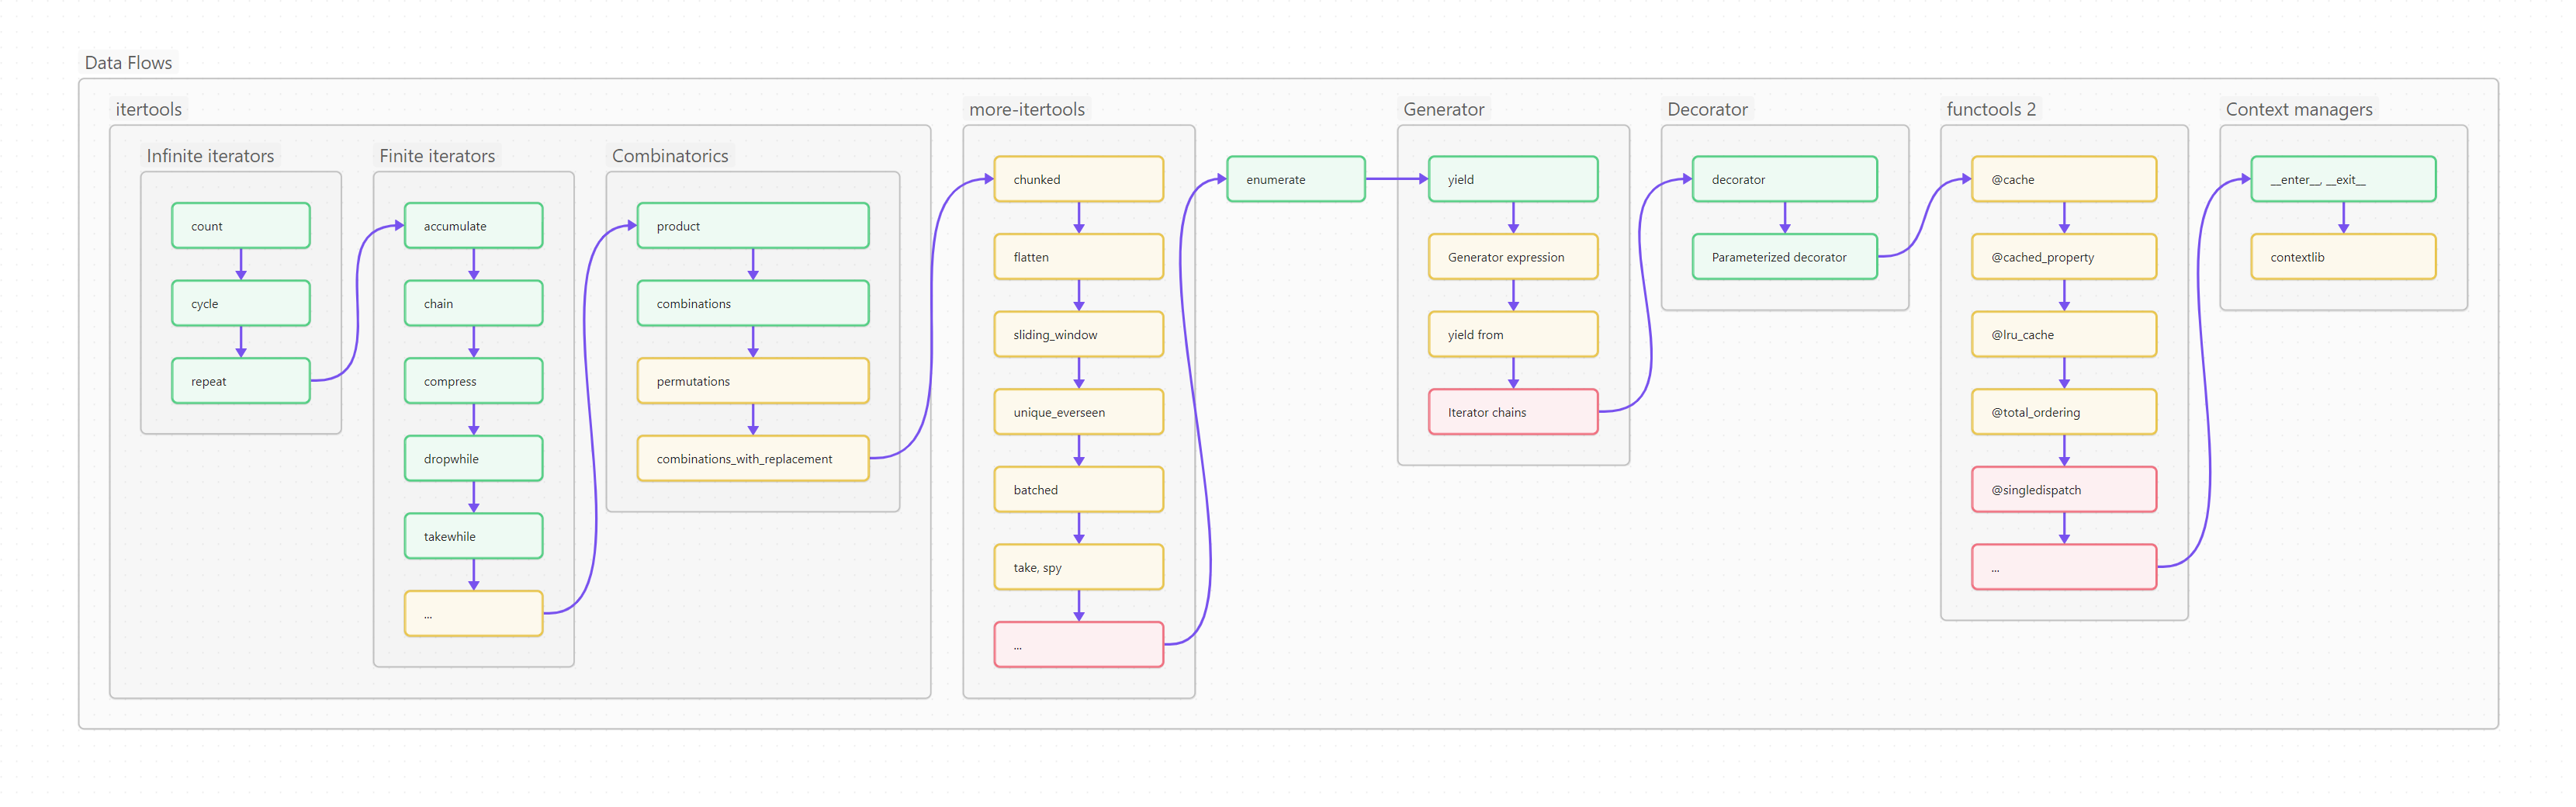 Data Flows
itertools
Infinite iterators
count
cycle
repeat
Finite iterators
accumulate
chain
compress
dropwhile
takewhile
...
Combinatorics
product
combinations
permutations
combinations_with_replacement
more-itertools
chunked
flatten
sliding_window
unique_everseen
batched
take, spy
...
enumerate
Generator
yield
Generator expression
yield from
Iterator chains
Decorator
decorator
Parameterized decorator
functools 2
@cache
@cached_property
@lru_cache
@total_ordering
@singledispatch
...
Context managers
__enter__, __exit__
contextlib